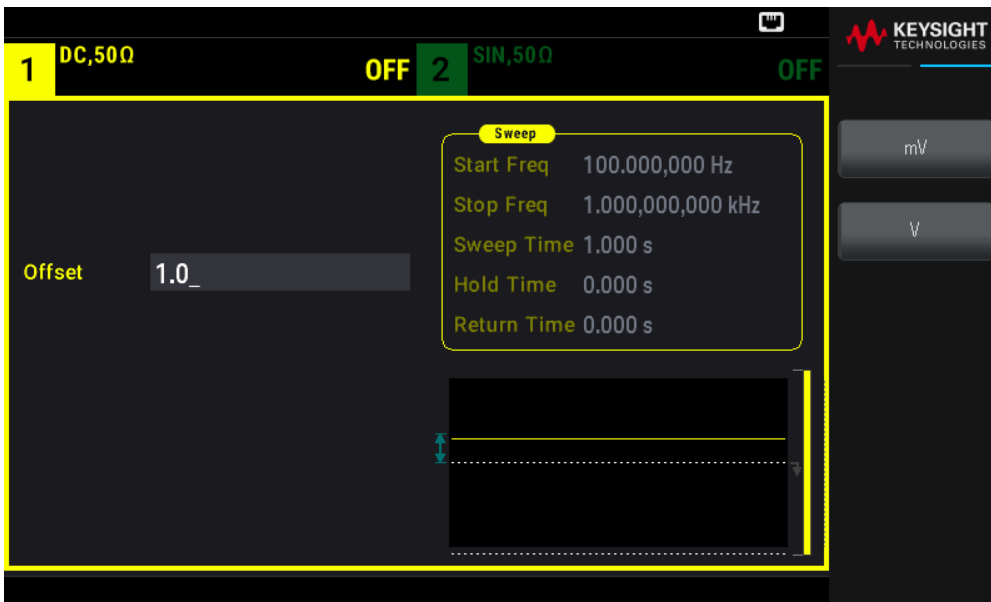 KEYSIGHT
TECHNOLOGIES
1 DC,50Ω OFF 2 SIN,50Ω OFF
Sweep
Start Freq 100.000,000 Hz
Stop Freq 1.000,000,000 kHz
Sweep Time 1.000 s
Hold Time 0.000 s
Return Time 0.000 s
Offset 1.0_
mV
V